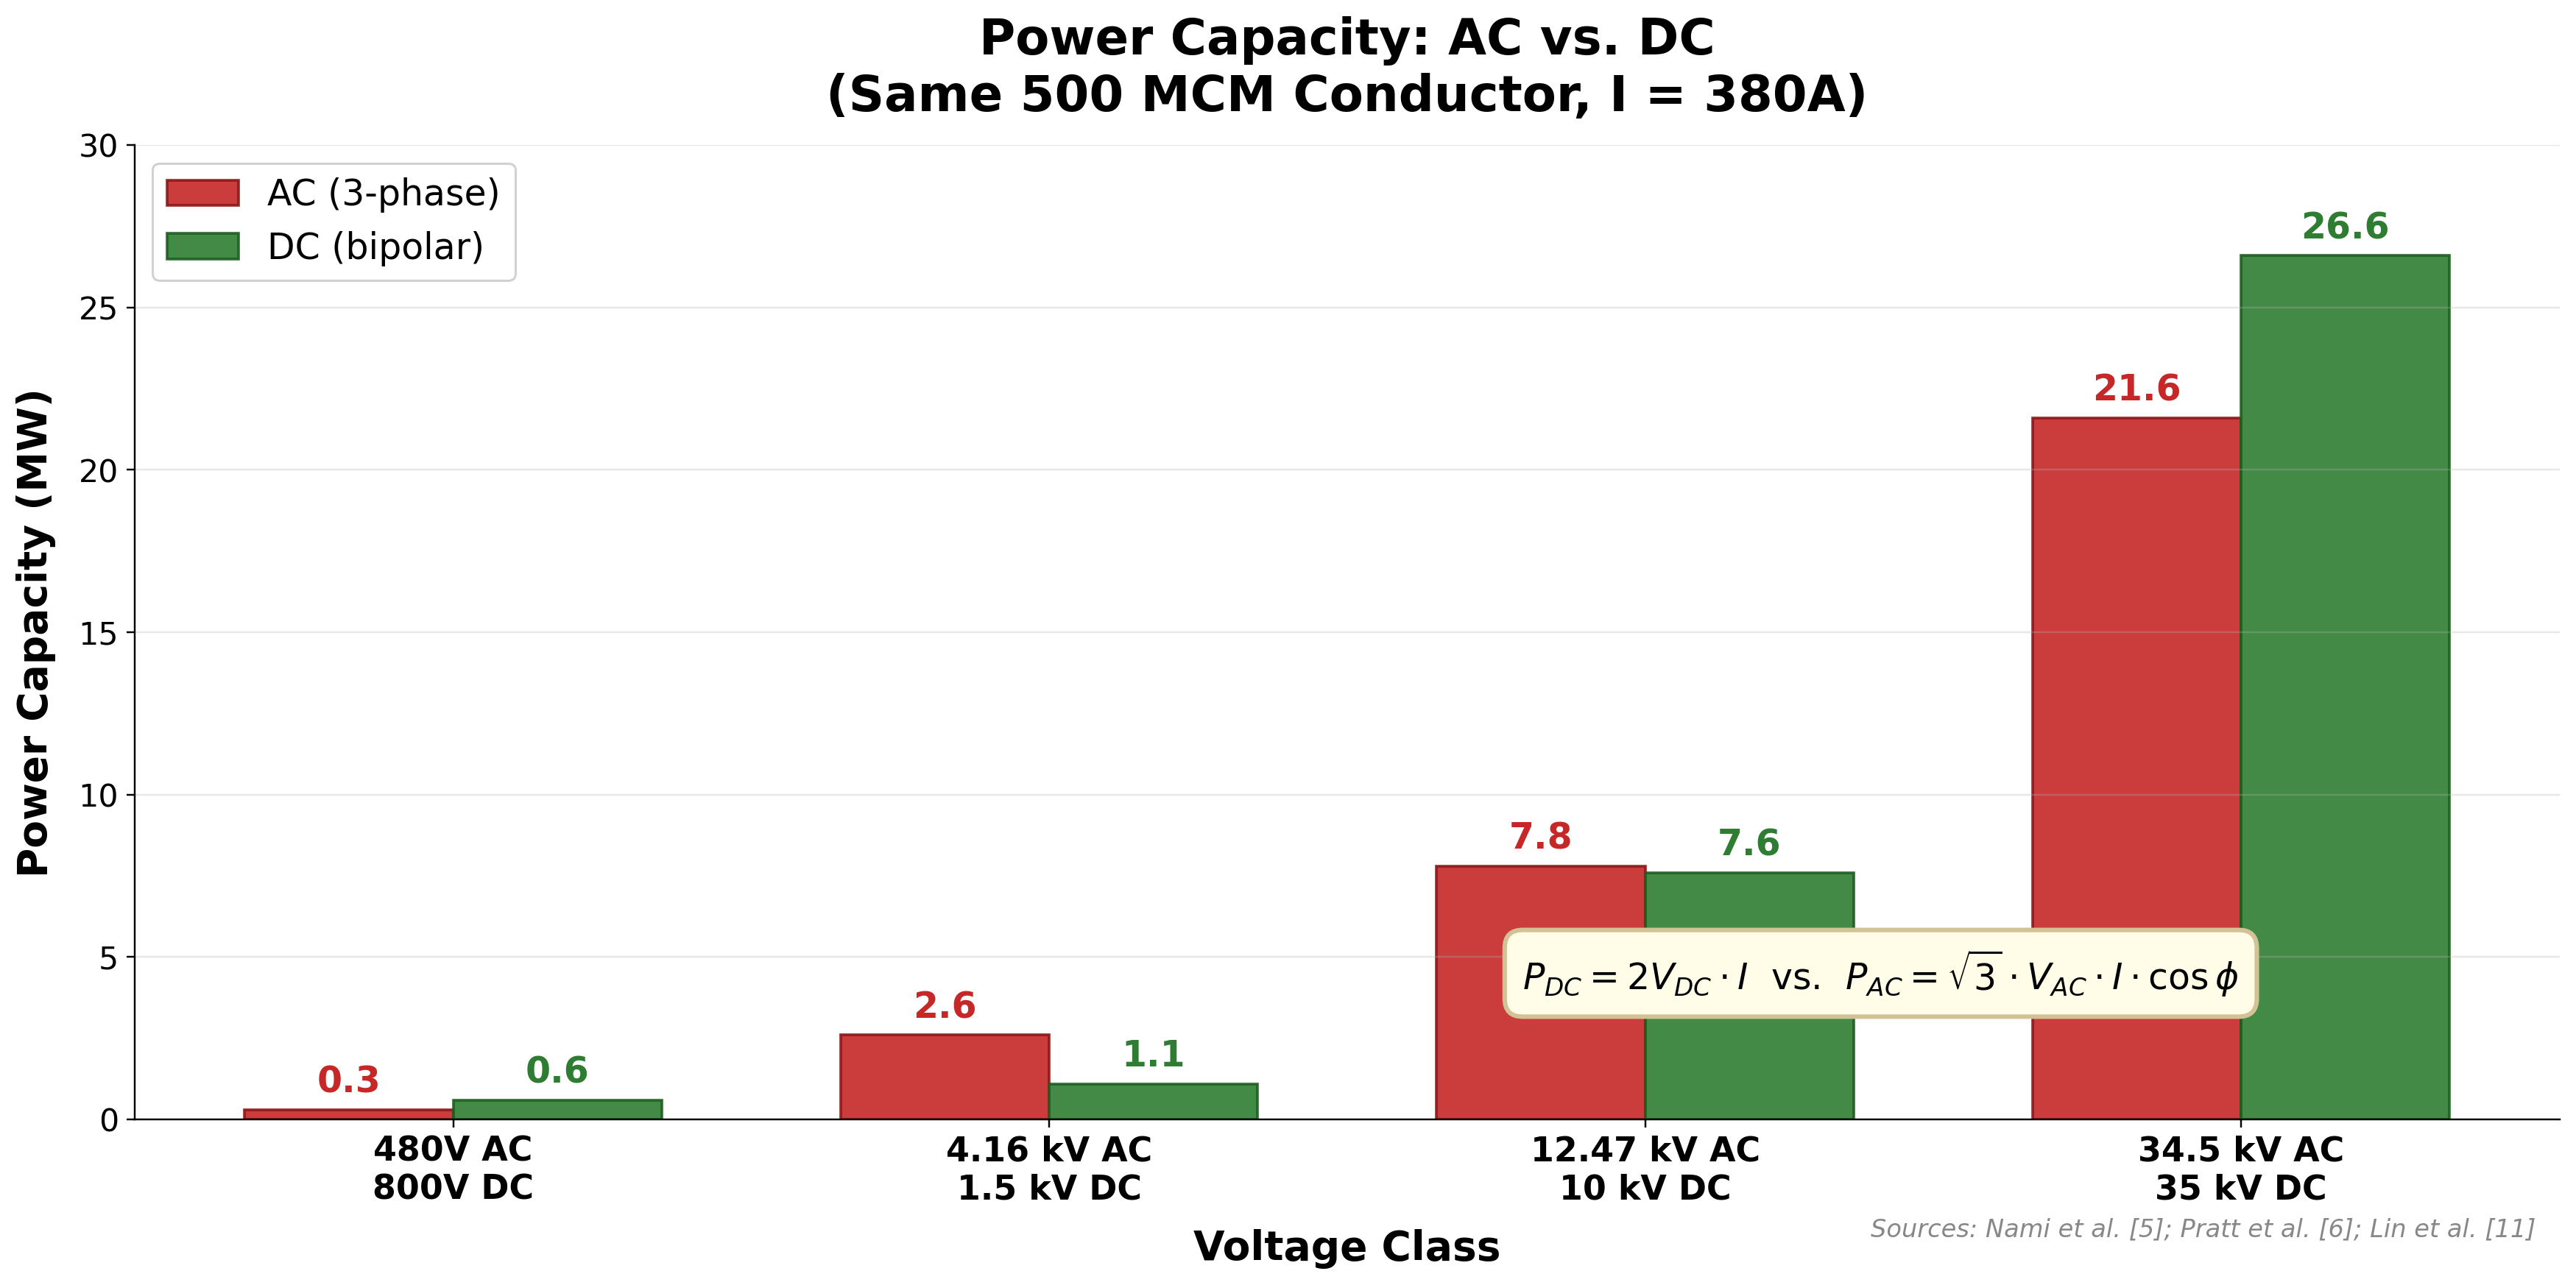 Power Capacity: AC vs. DC
(Same 500 MCM Conductor, I = 380A)
Power Capacity (MW)
30
25
20
15
10
5
0
AC (3-phase)
DC (bipolar)
0.3
0.6
2.6
1.1
7.8
7.6
21.6
26.6
P_DC = 2V_DC · I vs. P_AC = √3 · V_AC · I · cos ϕ
480V AC
800V DC
4.16 kV AC
1.5 kV DC
12.47 kV AC
10 kV DC
34.5 kV AC
35 kV DC
Voltage Class
Sources: Nami et al. [5]; Pratt et al. [6]; Lin et al. [11]